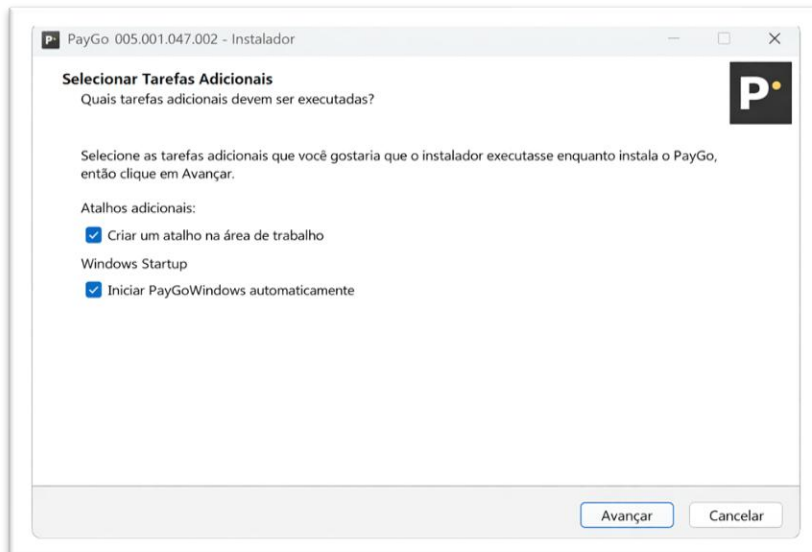 P. PayGo 005.001.047.002 - Instalador
Selecionar Tarefas Adicionais
Quais tarefas adicionais devem ser executadas?
P.
Selecione as tarefas adicionais que você gostaria que o instalador executasse enquanto instala o PayGo,
então clique em Avançar.
Atalhos adicionais:
Criar um atalho na área de trabalho
Windows Startup
Iniciar PayGoWindows automaticamente
Avançar Cancelar